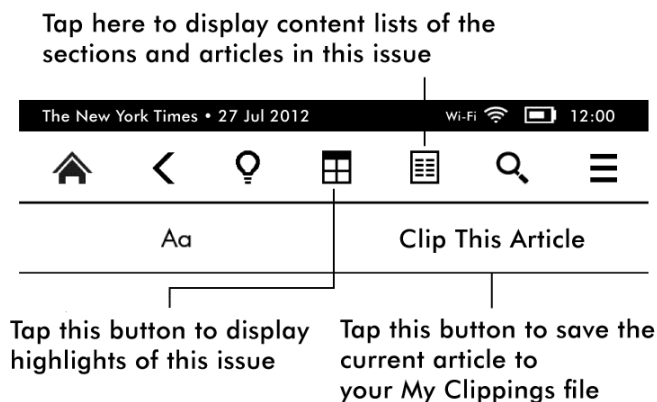 Tap here to display content lists of the
sections and articles in this issue
The New York Times • 27 Jul 2012 Wi-Fi 12:00
Aa Clip This Article
Tap this button to display
highlights of this issue
Tap this button to save the
current article to
your My Clippings file